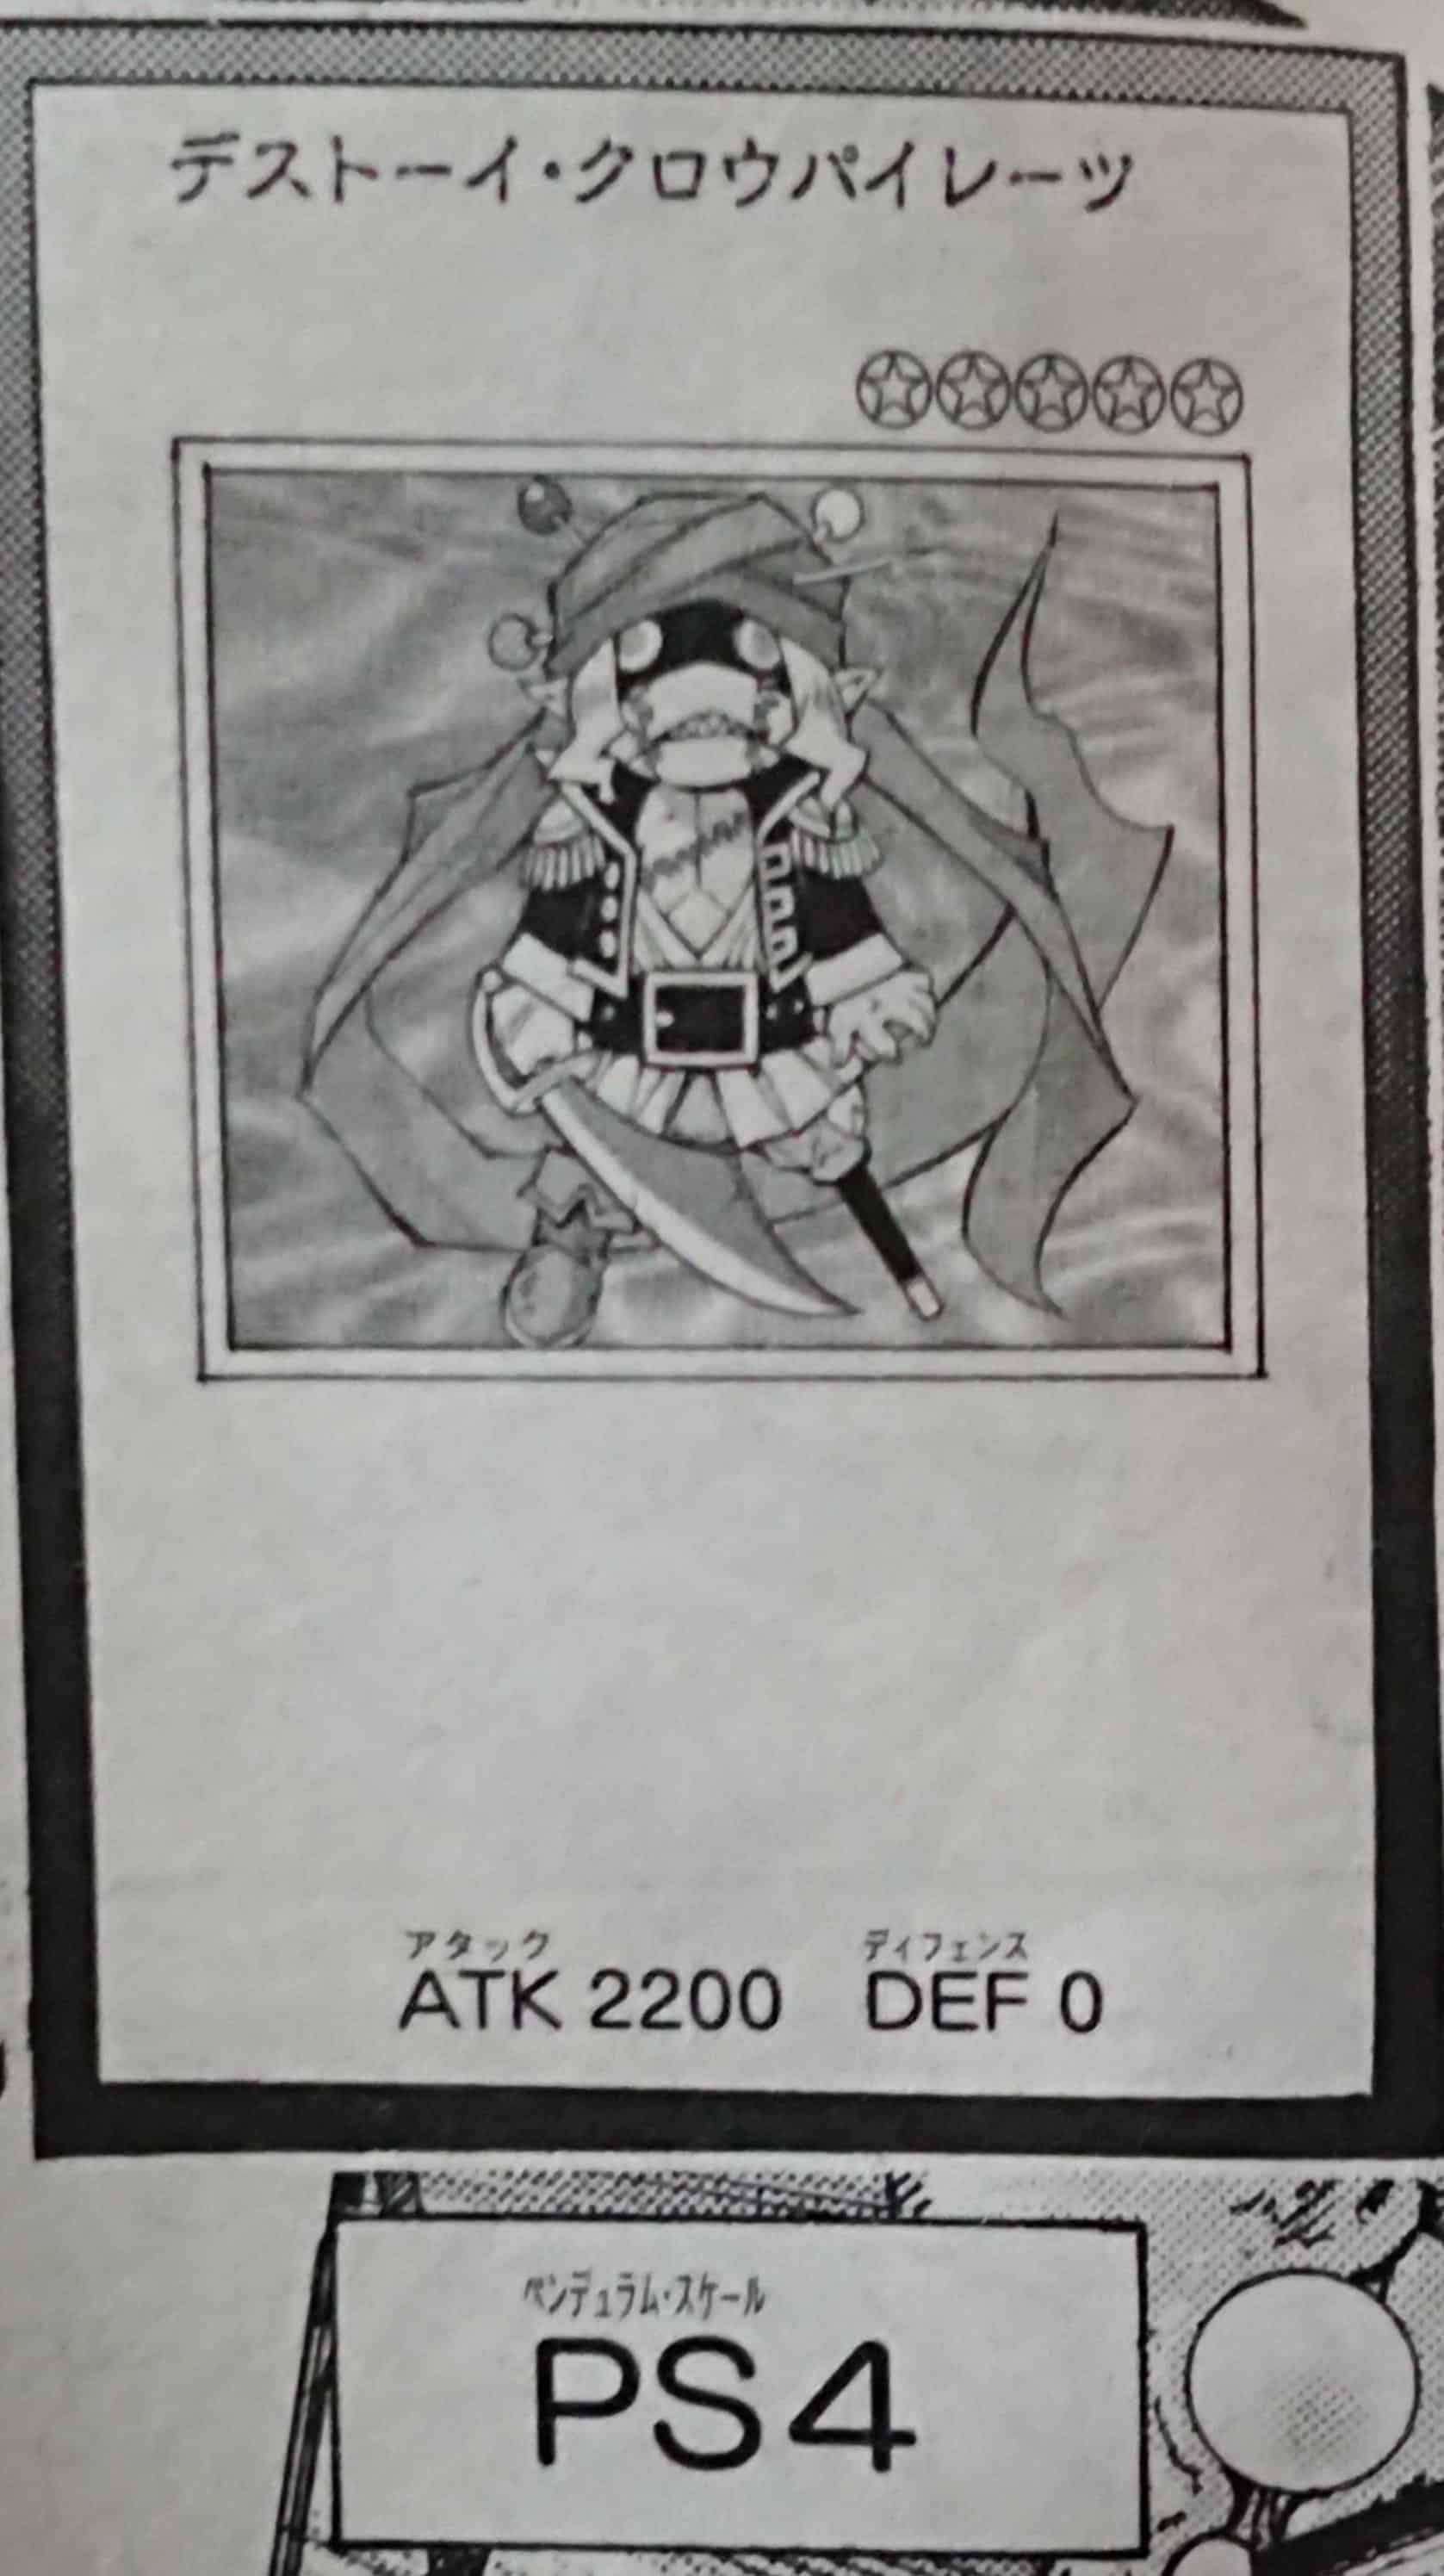 デストーイ・クロウパイレーツ
アタック ディフェンス
ATK 2200 DEF 0
ペンデュラム・スケール
PS4